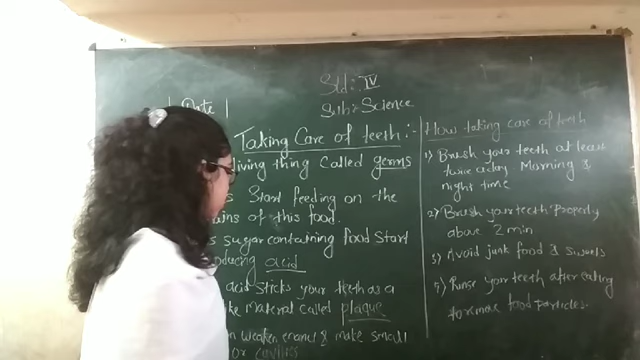 Std:- IV
| Date |
Sub:- Science
Taking Care of teeth :-
living thing called germs
s Start feeding on the
ains of this food.
s sugar containing food start
oducing acid
acid sticks your teeth as a
ke Material called plaque
n weaken enamel & make small
or cavities
How taking care of teeth
1) Brush your teeth at least
twice a day Morning &
night time
2) Brush your teeth Properly
above 2 min
3) Avoid junk food & sweets
5) Rinse your teeth after eating
to remove food particles.